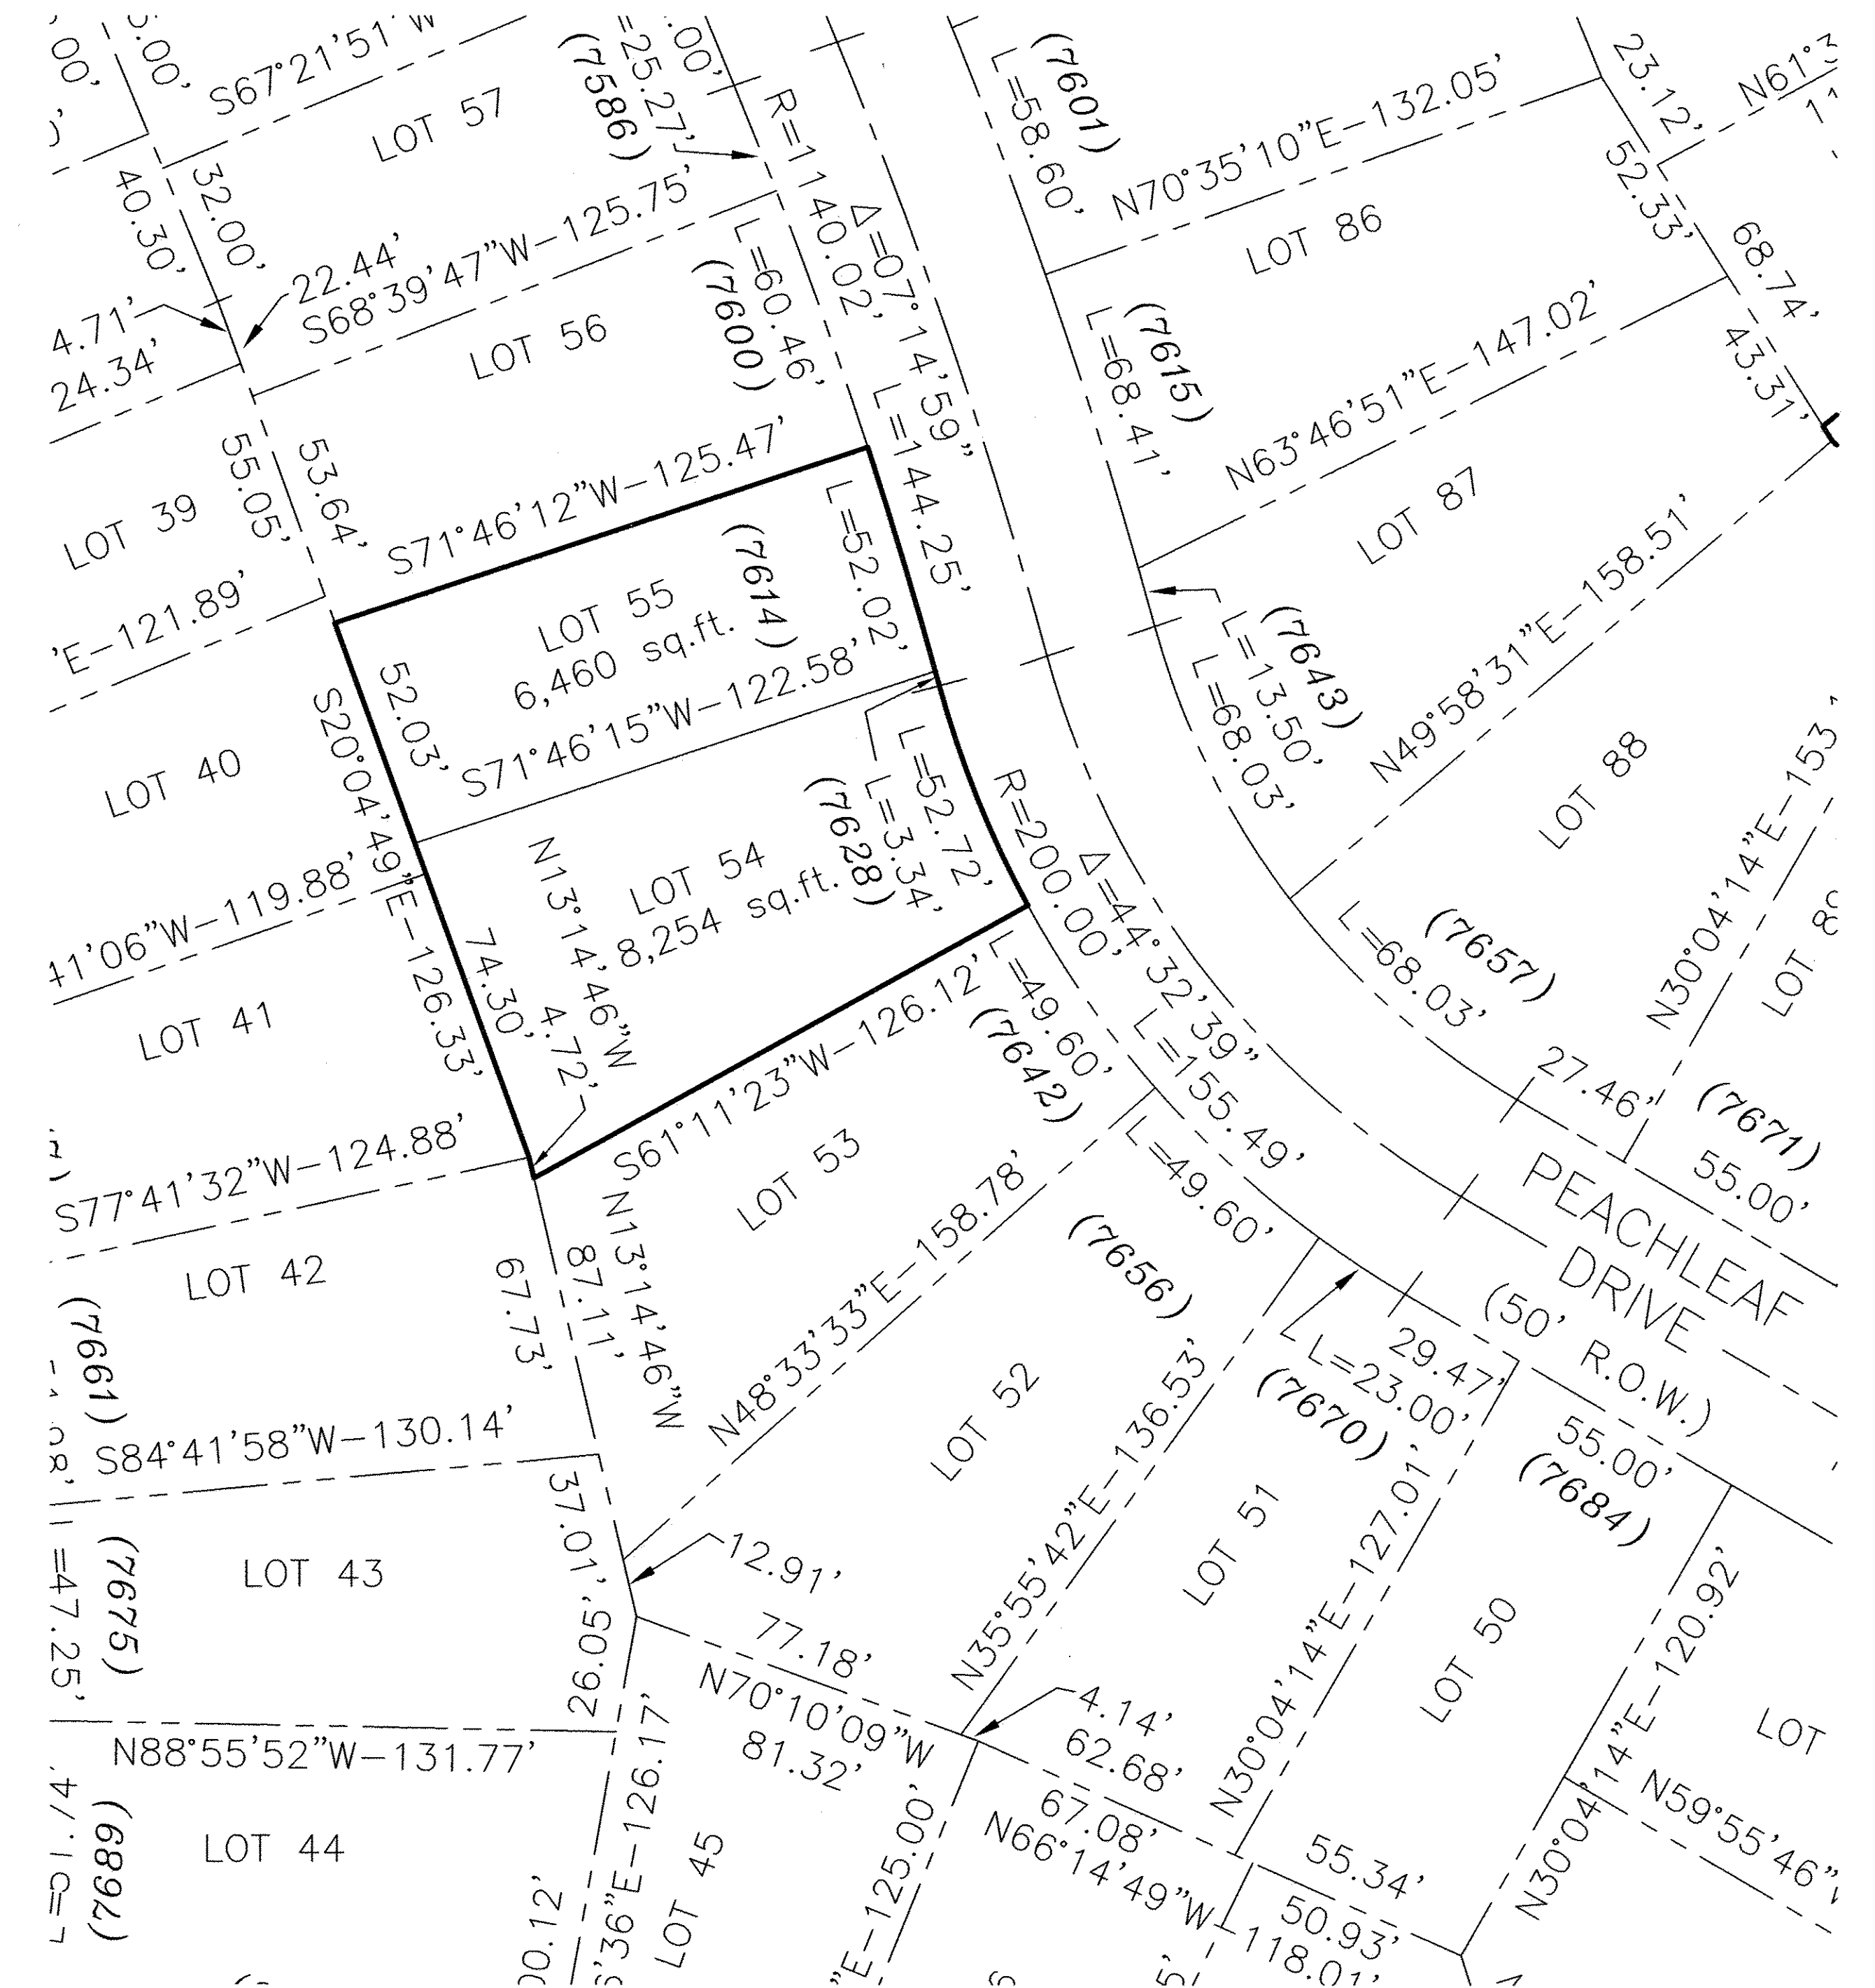 S67°21'51"W
LOT 57
(7586)
L=25.27'
R=1140.02'
Δ=07°14'59"
L=144.25'
(7601)
L=58.60'
N70°35'10"E-132.05'
23.12'
52.33'
68.74'
43.31'
40.30'
32.00'
22.44'
S68°39'47"W-125.75'
4.71'
24.34'
LOT 56
L=60.46'
(7600)
LOT 86
(7615)
L=68.41'
N63°46'51"E-147.02'
LOT 87
LOT 39
55.05'
53.64'
S71°46'12"W-125.47'
L=52.02'
(7614)
LOT 55
6,460 sq.ft.
S71°46'15"W-122.58'
52.03'
'E-121.89'
N49°58'31"E-158.51'
(7643)
L=13.50'
L=68.03'
LOT 40
S20°04'49"E-126.33'
LOT 54
8,254 sq.ft.
(7628)
L=52.72'
L=3.34'
N13°14'46"W
74.30'
4.72'
R=200.00'
Δ=44°32'39"
L=155.49'
LOT 88
N30°04'14"E-153
(7657)
L=68.03'
41'06"W-119.88'
LOT 41
S61°11'23"W-126.12'
L=49.60'
(7642)
27.46'
(7671)
55.00'
PEACHLEAF
DRIVE
(50' R.O.W.)
S77°41'32"W-124.88'
LOT 53
L=49.60'
(7656)
LOT 42
67.73'
87.11'
N13°14'46"W
N48°33'33"E-158.78'
(7661)
S84°41'58"W-130.14'
LOT 52
29.47'
L=23.00'
(7670)
55.00'
(7684)
N35°55'42"E-136.53'
37.01'
12.91'
LOT 43
(7675)
L=47.25'
26.05'
77.18'
N70°10'09"W
81.32'
LOT 51
N30°04'14"E-127.01'
LOT 50
N30°04'14"E-120.92'
LOT
4.14'
62.68'
67.08'
N66°14'49"W
118.01'
N88°55'52"W-131.77'
LOT 44
(7689)
'36"E-126.17'
LOT 45
"E-125.00'
00.12'
55.34'
50.93'
N59°55'46"